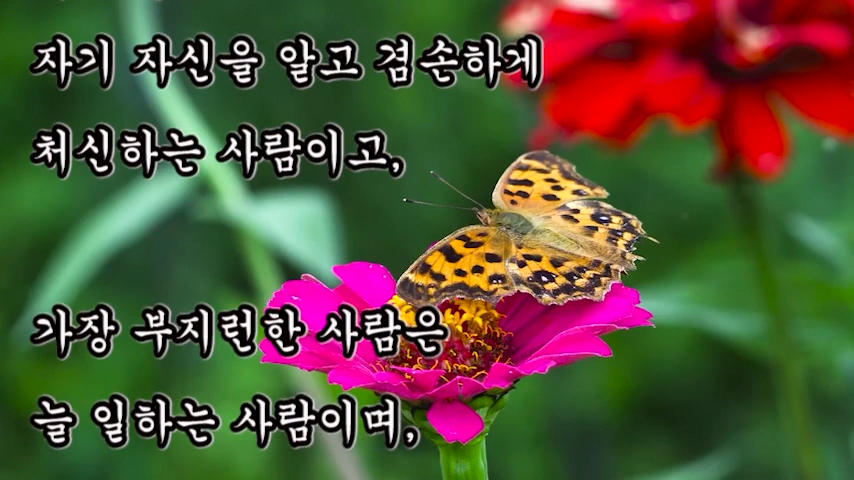 자기 자신을 알고 겸손하게
처신하는 사람이고,
가장 부지런한 사람은
늘 일하는 사람이며,